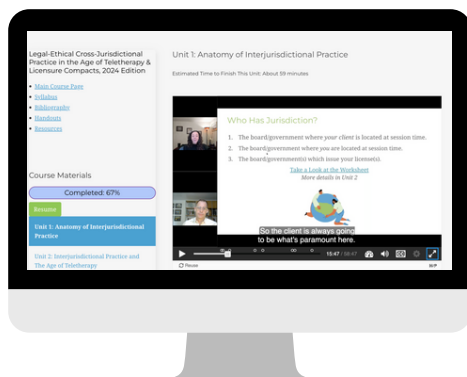 Legal-Ethical Cross-Jurisdictional
Practice in the Age of Teletherapy &
Licensure Compacts, 2024 Edition
Main Course Page
Syllabus
Bibliography
Handouts
Resources
Course Materials
Completed: 67%
Resume
Unit 1: Anatomy of Interjurisdictional
Practice
Unit 2: Interjurisdictional Practice and
The Age of Teletherapy
Unit 1: Anatomy of Interjurisdictional Practice
Estimated Time to Finish This Unit: About 59 minutes
Who Has Jurisdiction?
1. The board/government where your client is located at session time.
2. The board/government where you are located at session time.
3. The board/government(s) which issue your license(s).
Take a Look at the Worksheet
More details in Unit 2
So the client is always going
to be what's paramount here.
15:47 / 59:47
CC